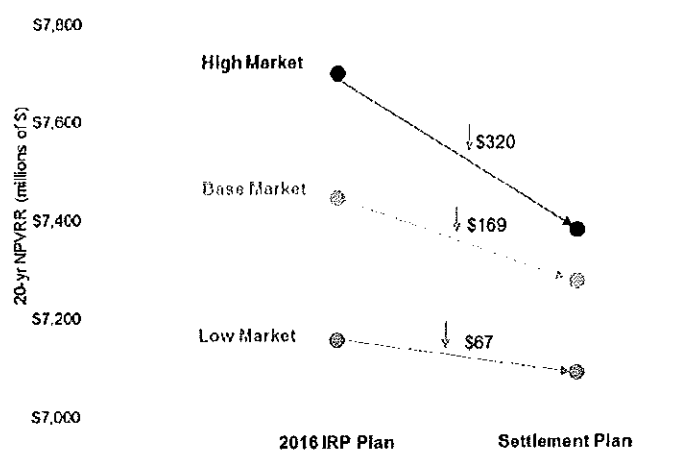 $7,800
High Market
$7,600
$320
Base Market
$7,400
$169
$7,200
Low Market
$67
$7,000
20-yr NPVRR (millions of $)
2016 IRP Plan
Settlement Plan